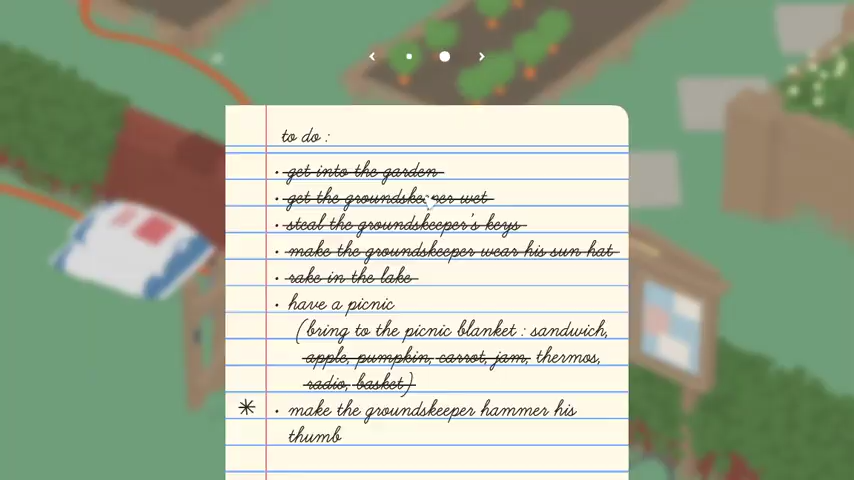 to do :
• get into the garden
• get the groundskeeper wet
• steal the groundskeeper's keys
• make the groundskeeper wear his sun hat
• rake in the lake
• have a picnic
(bring to the picnic blanket : sandwich,
apple, pumpkin, carrot, jam, thermos,
radio, basket)
• make the groundskeeper hammer his
thumb